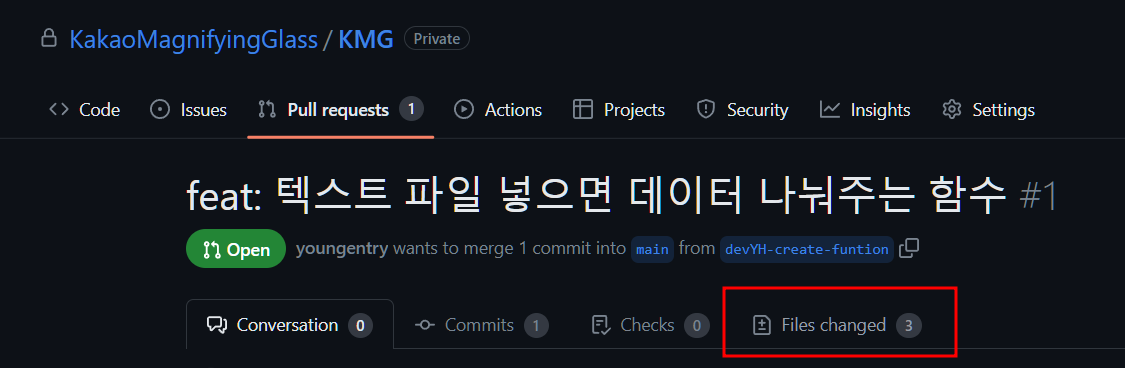 KakaoMagnifyingGlass / KMG Private
Code Issues Pull requests 1 Actions Projects Security Insights Settings
feat: 텍스트 파일 넣으면 데이터 나눠주는 함수 #1
Open youngentry wants to merge 1 commit into main from devYH-create-funtion
Conversation 0 Commits 1 Checks 0 Files changed 3